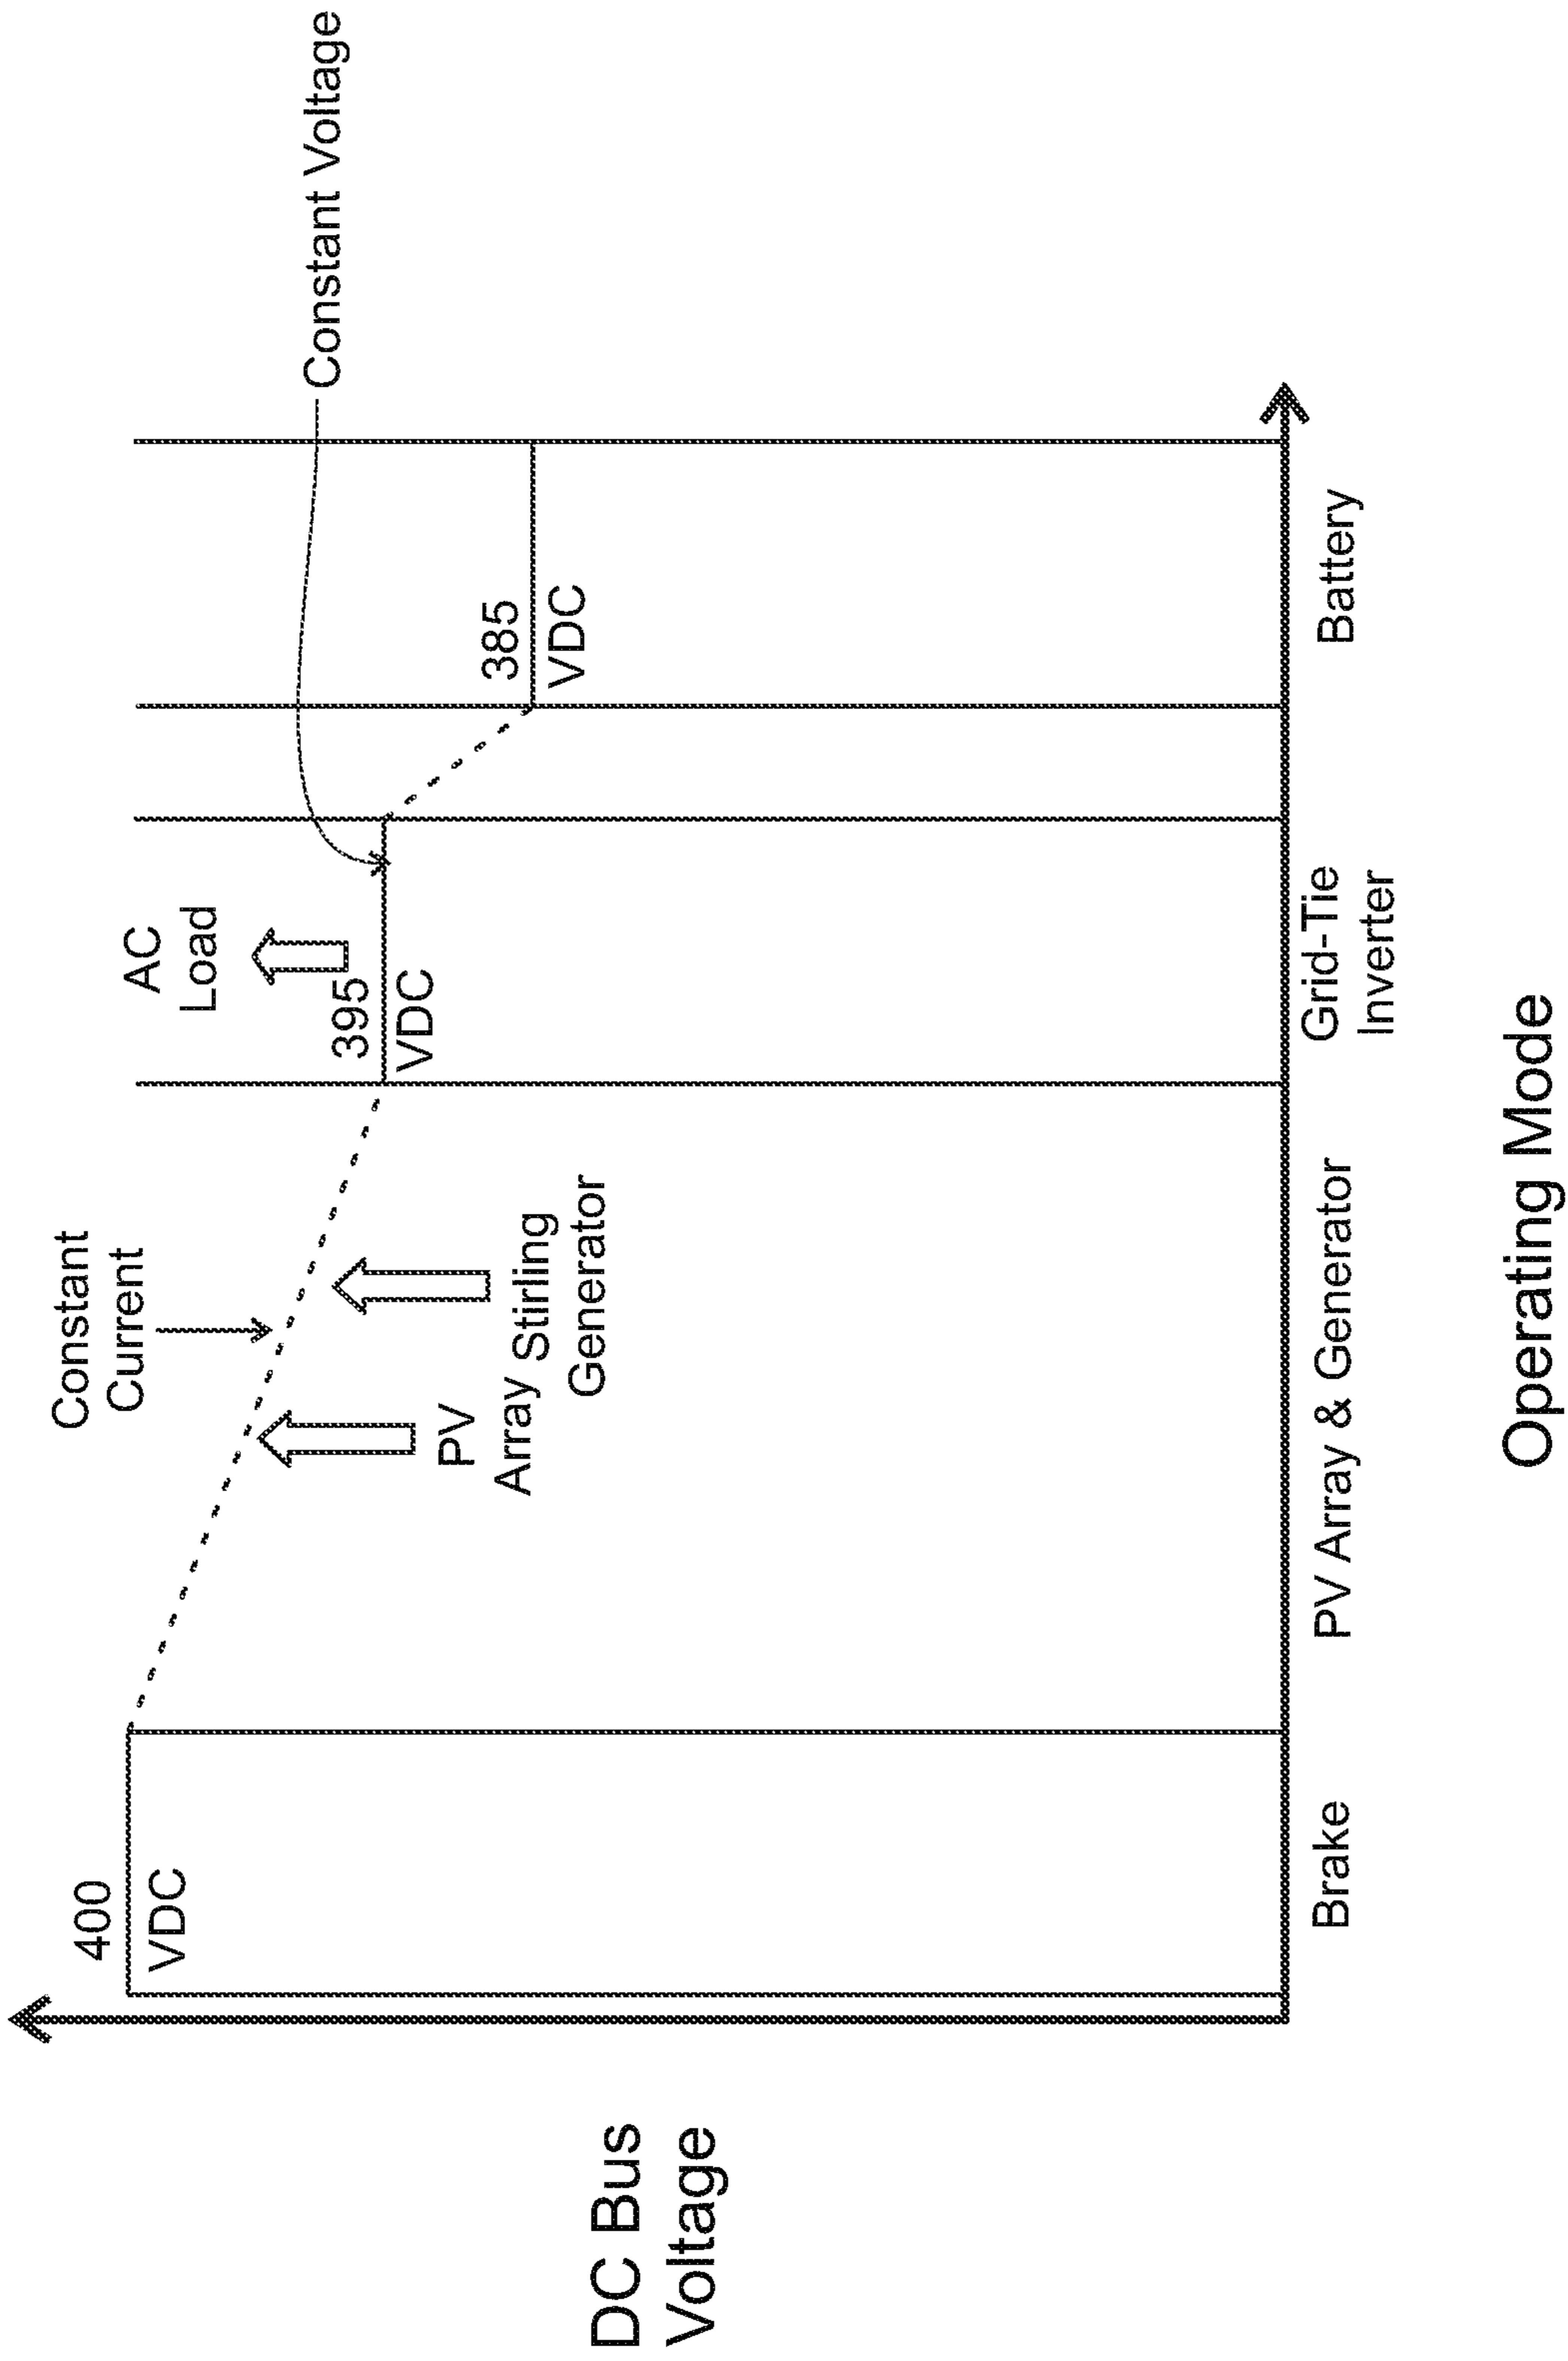 DC Bus
Voltage
400
VDC
Constant
Current
PV
Array
Stirling
Generator
AC
Load
395
VDC
Constant Voltage
385
VDC
Brake
PV Array & Generator
Grid-Tie
Inverter
Battery
Operating Mode